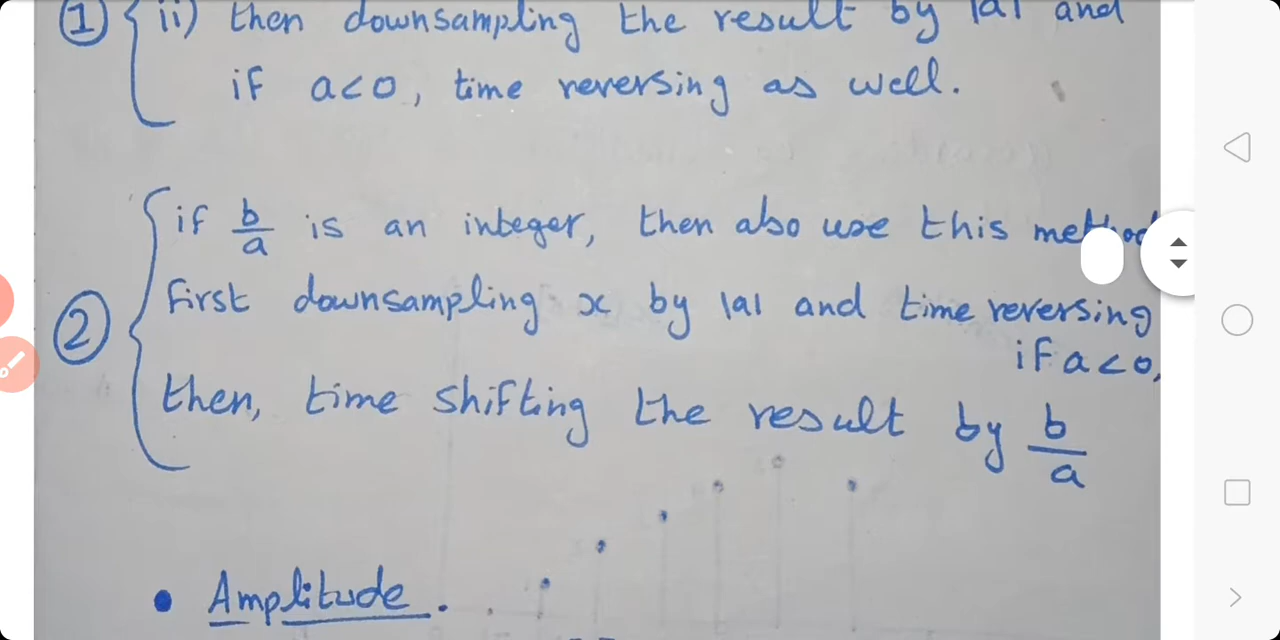 ① ii) then downsampling the result by |a| and
if a<0, time reversing as well.
if b/a is an integer, then also use this method
② First downsampling x by |a| and time reversing
if a<0,
then, time shifting the result by b/a
• Amplitude.